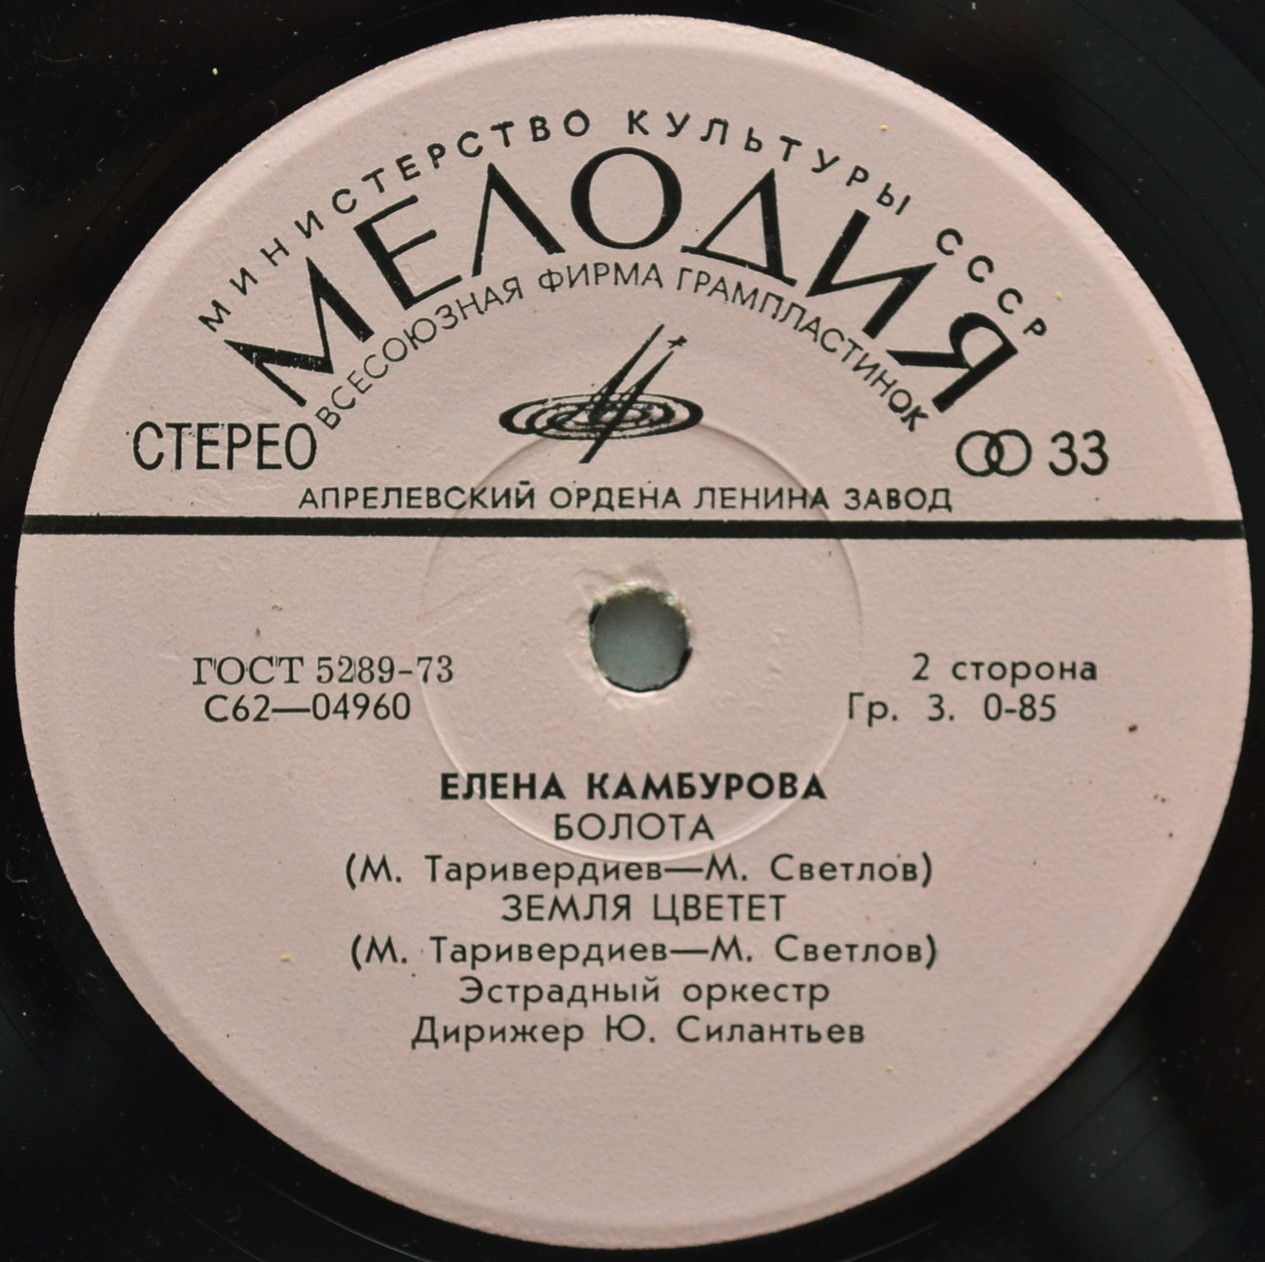 МИНИСТЕРСТВО КУЛЬТУРЫ СССР
МЕЛОДИЯ
ВСЕСОЮЗНАЯ ФИРМА ГРАМПЛАСТИНОК
СТЕРЕО
33
АПРЕЛЕВСКИЙ ОРДЕНА ЛЕНИНА ЗАВОД
ГОСТ 5289-73
2 сторона
С62—04960
Гр. 3. 0-85
ЕЛЕНА КАМБУРОВА
БОЛОТА
(М. Таривердиев—М. Светлов)
ЗЕМЛЯ ЦВЕТЕТ
(М. Таривердиев—М. Светлов)
Эстрадный оркестр
Дирижер Ю. Силантьев